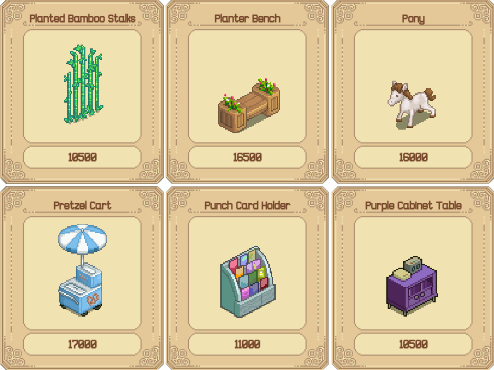 Planted Bamboo Stalks
Planter Bench
Pony
10500
16500
16000
Pretzel Cart
Punch Card Holder
Purple Cabinet Table
17000
11000
10500